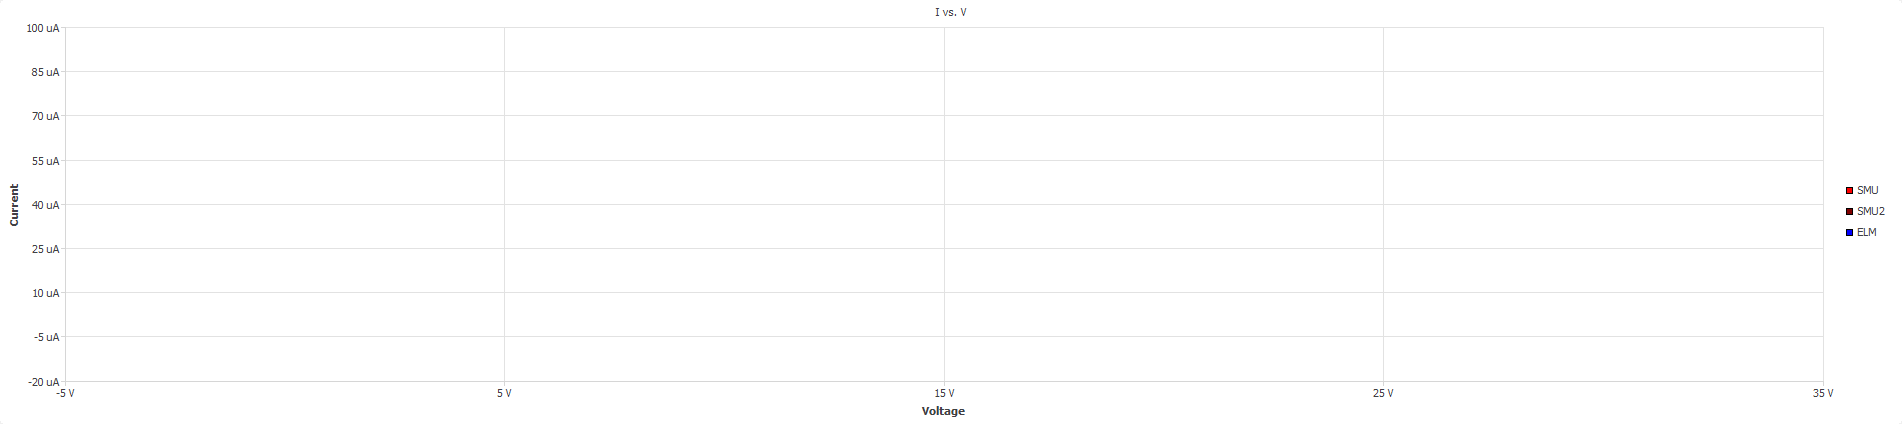 I vs. V
100 uA
85 uA
70 uA
55 uA
40 uA
25 uA
10 uA
-5 uA
-20 uA
Current
-5 V
5 V
15 V
25 V
35 V
Voltage
SMU
SMU2
ELM